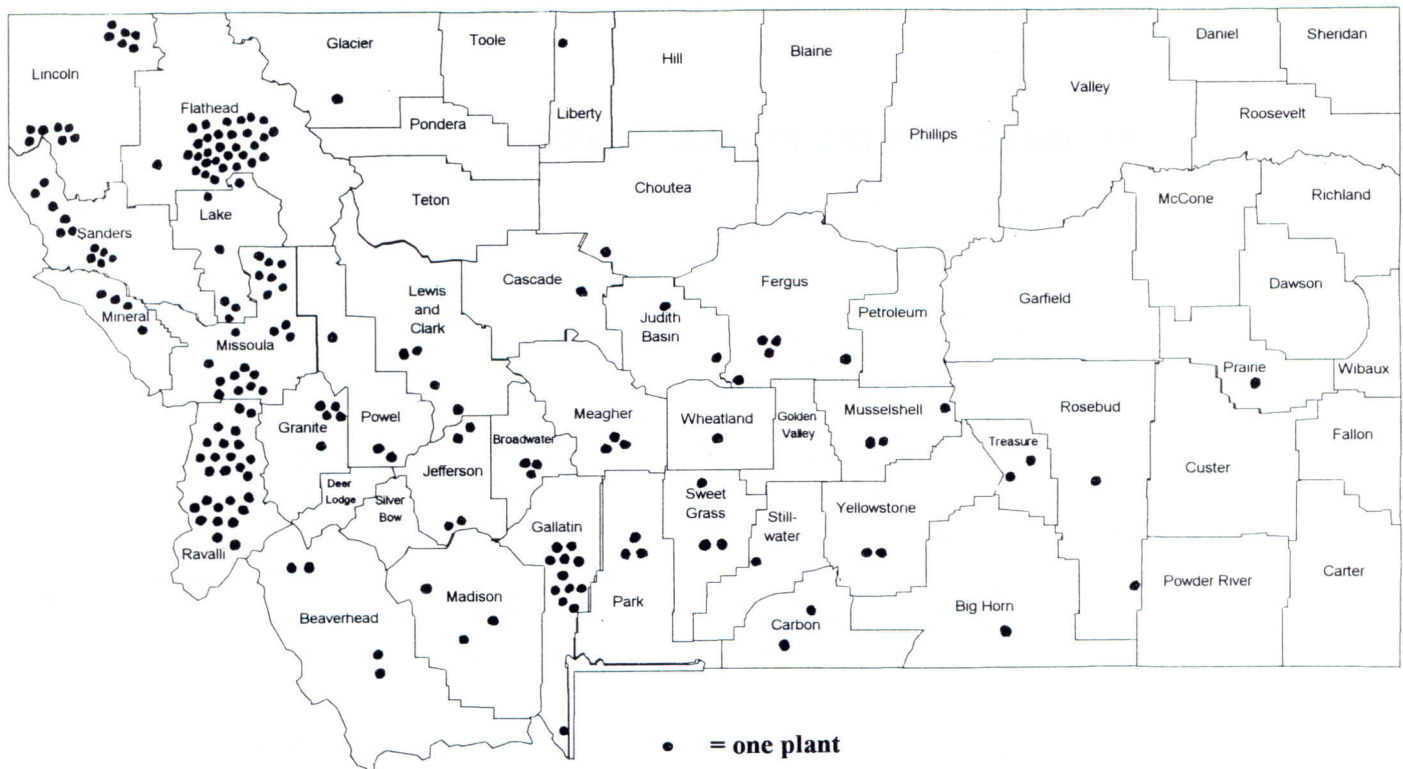 Daniel
Sheridan
Glacier
Toole
Hill
Blaine
Lincoln
Valley
Flathead
Liberty
Roosevelt
Pondera
Phillips
Choutea
McCone
Richland
Teton
Lake
Sanders
Cascade
Fergus
Dawson
Lewis
and
Clark
Garfield
Mineral
Judith
Basin
Petroleum
Missoula
Prairie
Wibaux
Rosebud
Powel
Meagher
Wheatland
Golden
Valley
Musselshell
Granite
Broadwater
Treasure
Fallon
Jefferson
Custer
Deer
Lodge
Silver
Bow
Sweet
Grass
Yellowstone
Still-
water
Gallatin
Ravalli
Carter
Powder River
Madison
Park
Big Horn
Beaverhead
Carbon
= one plant